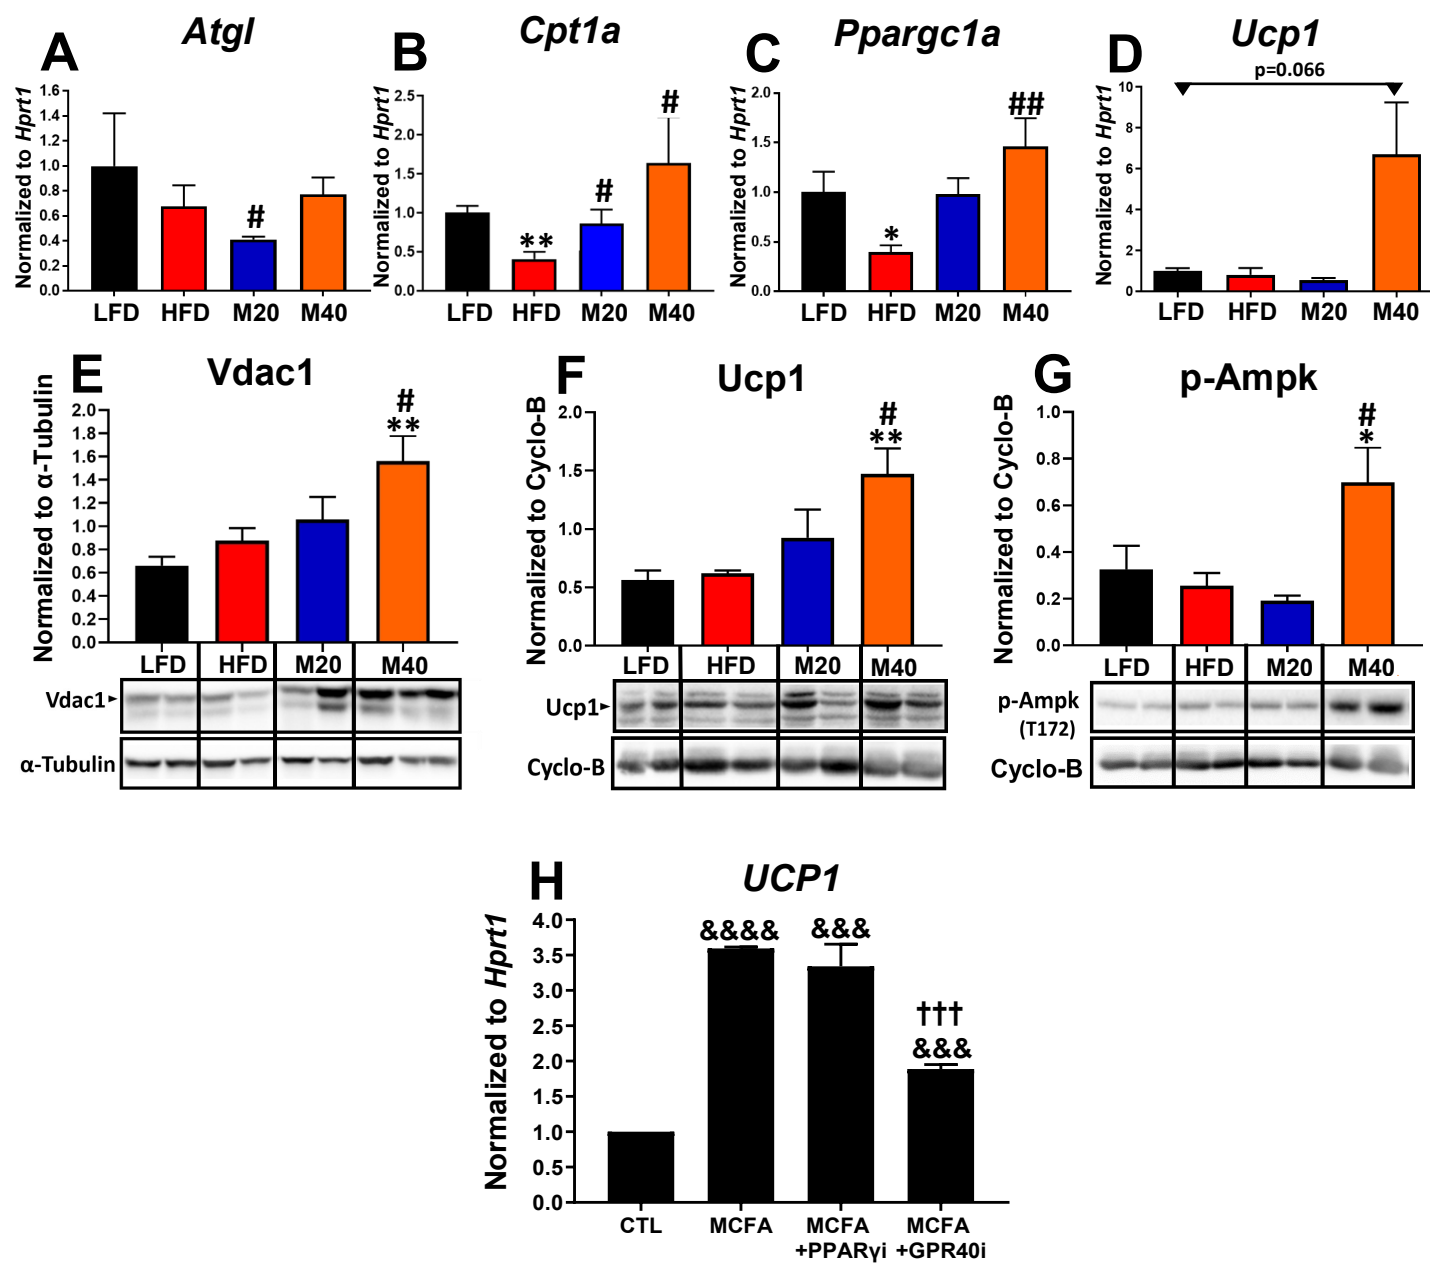 A Atgl
Normalized to Hprt1
1.6
1.4
1.2
1.0
0.8
0.6
0.4
0.2
0.0
#
LFD HFD M20 M40
B Cpt1a
Normalized to Hprt1
2.5
2.0
1.5
1.0
0.5
0.0
**
#
#
LFD HFD M20 M40
C Ppargc1a
Normalized to Hprt1
2.0
1.5
1.0
0.5
0.0
*
##
LFD HFD M20 M40
D Ucp1
p=0.066
Normalized to Hprt1
10
8
6
4
2
0
LFD HFD M20 M40
E Vdac1
Normalized to α-Tubulin
2.0
1.8
1.6
1.4
1.2
1.0
0.8
0.6
0.4
0.2
0.0
#
**
LFD HFD M20 M40
Vdac1
α-Tubulin
F Ucp1
Normalized to Cyclo-B
2.0
1.5
1.0
0.5
0.0
#
**
LFD HFD M20 M40
Ucp1
Cyclo-B
G p-Ampk
Normalized to Cyclo-B
1.0
0.8
0.6
0.4
0.2
0.0
#
*
LFD HFD M20 M40
p-Ampk
(T172)
Cyclo-B
H UCP1
Normalized to Hprt1
4.0
3.5
3.0
2.5
2.0
1.5
1.0
0.5
0.0
&&&&
&&&
†††
&&&
CTL MCFA MCFA MCFA
+PPARγi +GPR40i